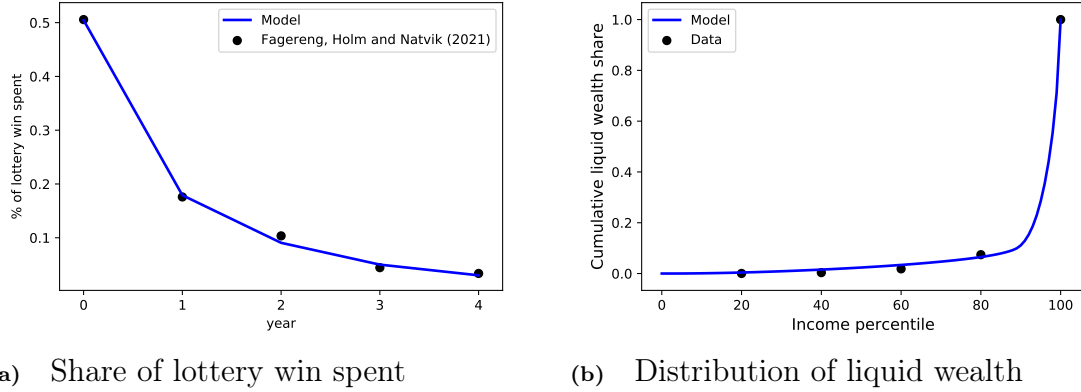 0.5
0.4
0.3
0.2
0.1
% of lottery win spent
Model
Fagereng, Holm and Natvik (2021)
0 1 2 3 4
year
1.0
0.8
0.6
0.4
0.2
0.0
Cumulative liquid wealth share
Model
Data
0 20 40 60 80 100
Income percentile
a) Share of lottery win spent
(b) Distribution of liquid wealth